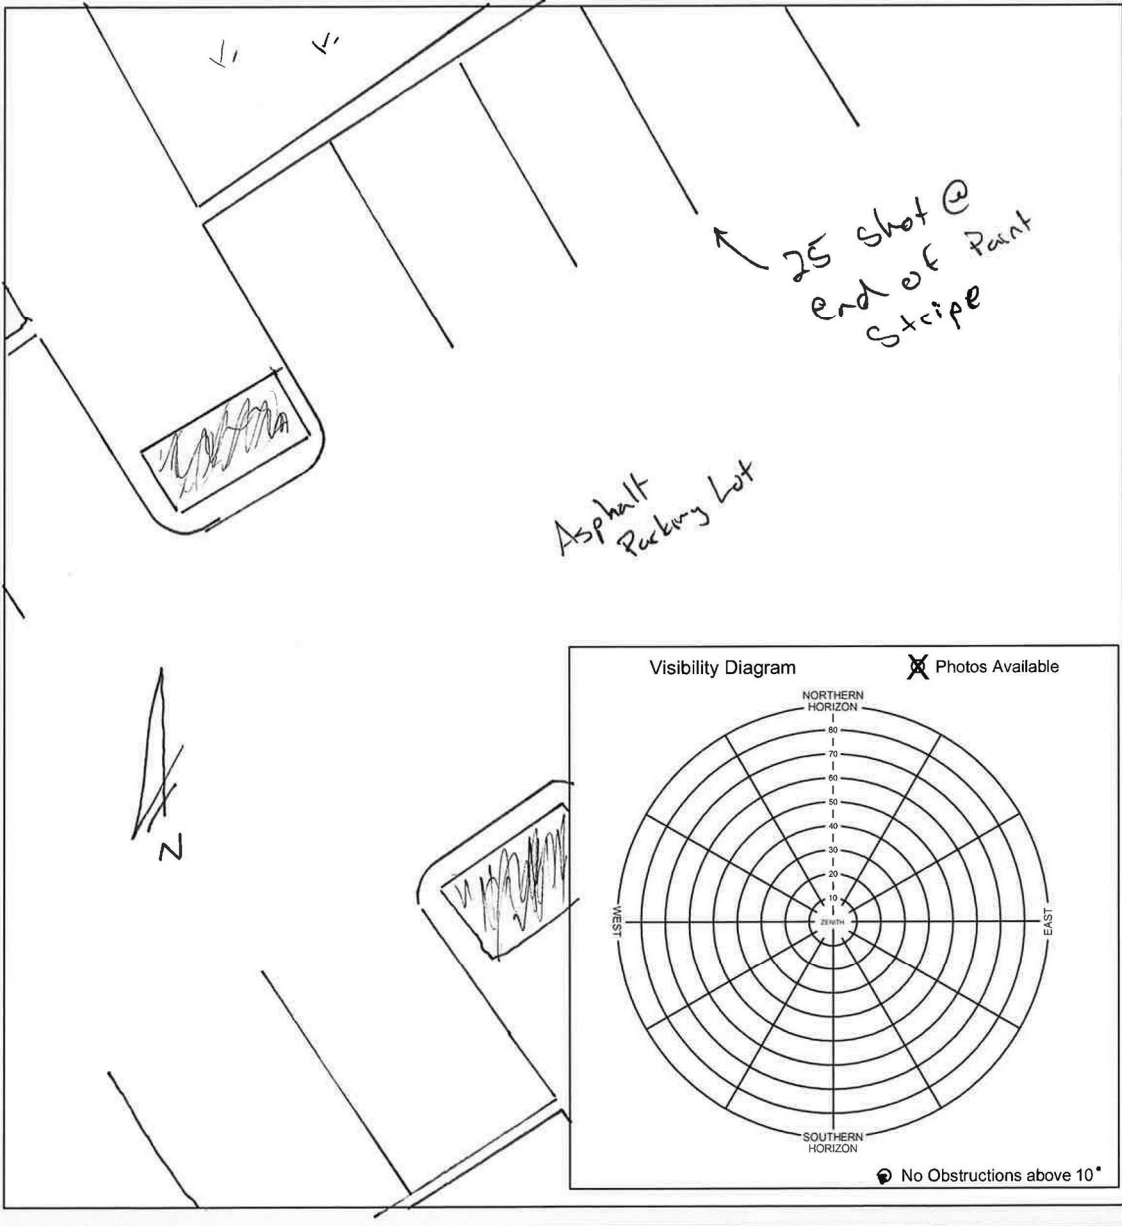 25 shot @
end of Paint
Stripe
Asphalt
Parking Lot
N
Visibility Diagram
Photos Available
NORTHERN
HORIZON
80
70
60
50
40
30
20
10
ZENITH
WEST
EAST
SOUTHERN
HORIZON
No Obstructions above 10°